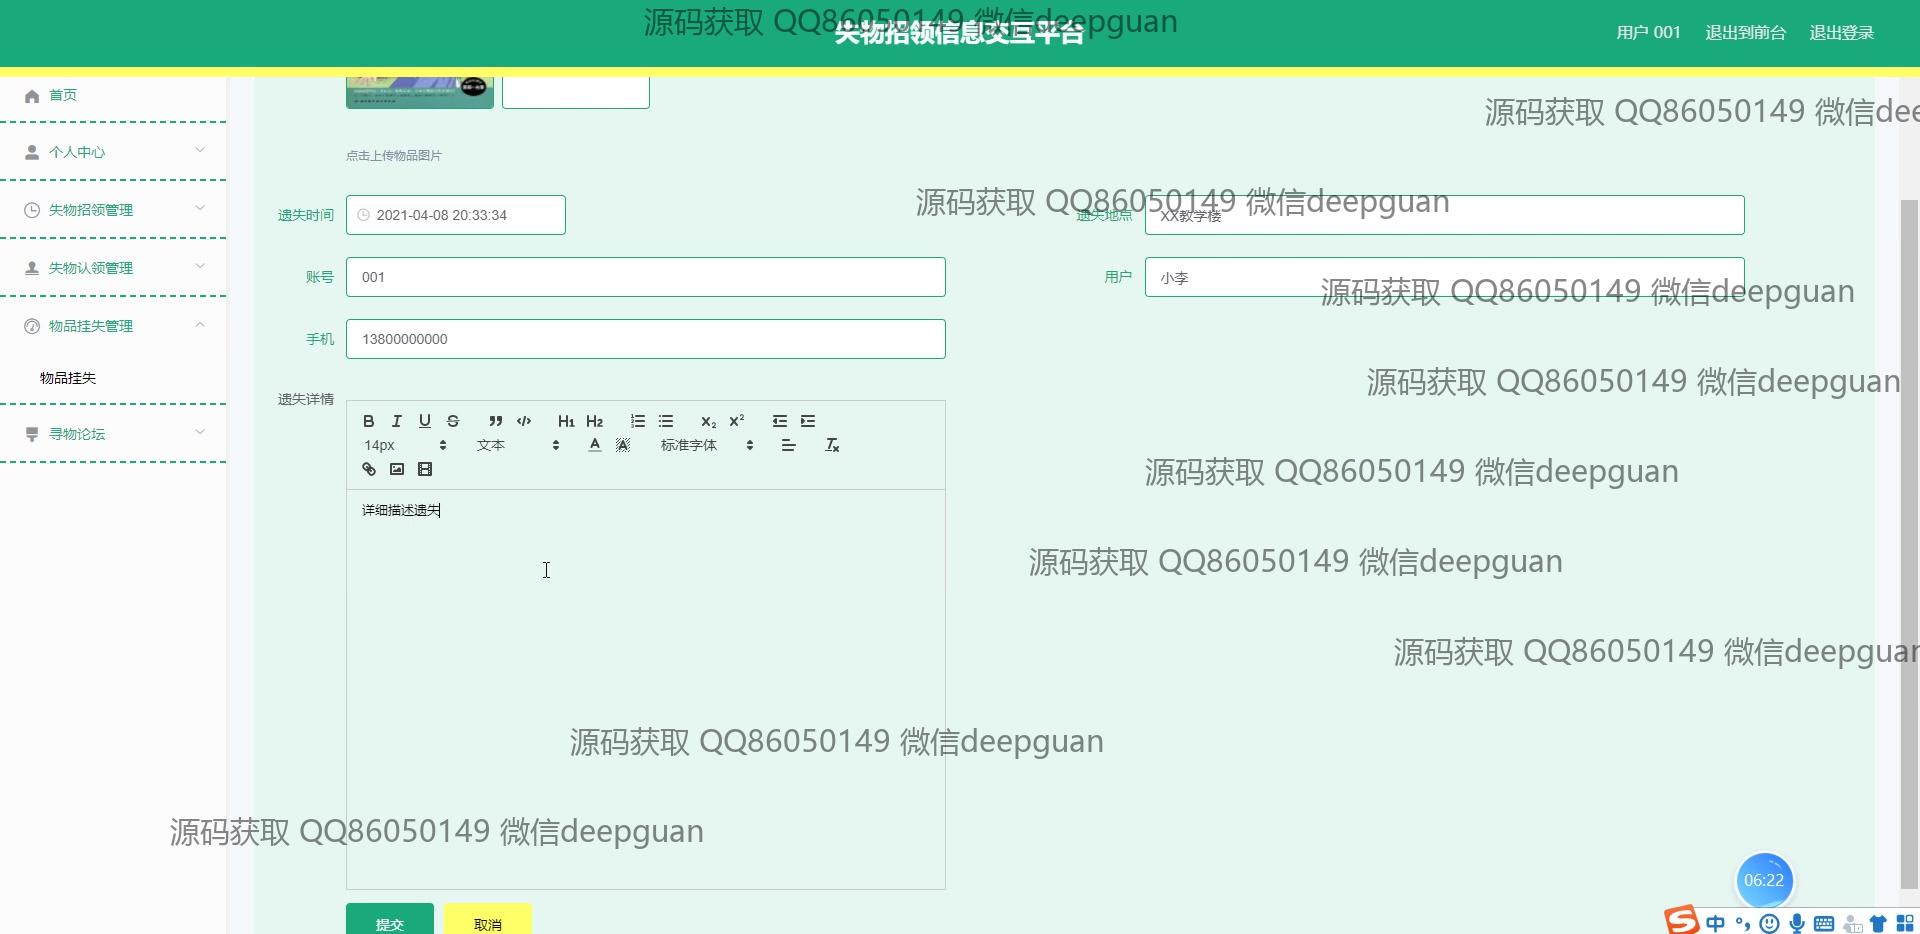 源码获取 QQ86050149 微信deepguan
失物招领信息交互平台
用户 001
退出到前台
退出登录
首页
源码获取 QQ86050149 微信dee
个人中心
点击上传物品图片
失物招领管理
遗失时间
2021-04-08 20:33:34
源码获取 QQ86050149 微信deepguan
遗失地点
XX教学楼
失物认领管理
账号
001
用户
小李
源码获取 QQ86050149 微信deepguan
物品挂失管理
手机
13800000000
物品挂失
源码获取 QQ86050149 微信deepguan
遗失详情
B I U S H1 H2 X2 X2
寻物论坛
14px 文本 A A 标准字体 Tx
源码获取 QQ86050149 微信deepguan
详细描述遗失
源码获取 QQ86050149 微信deepguan
源码获取 QQ86050149 微信deepguan
源码获取 QQ86050149 微信deepguan
源码获取 QQ86050149 微信deepguan
06:22
提交
取消
中